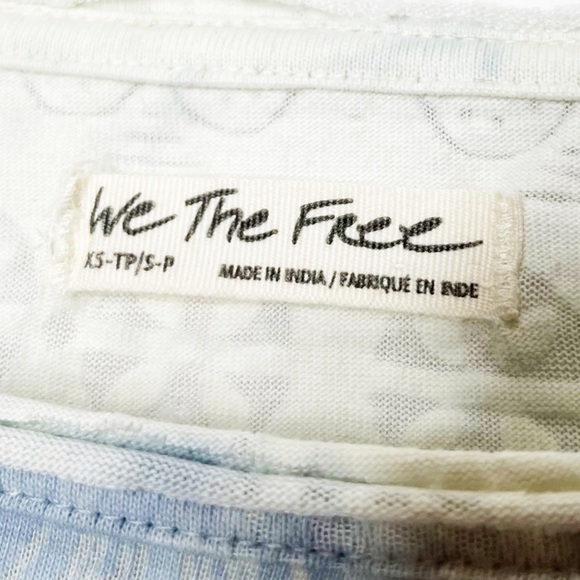 We The Free
XS-TP/S-P
MADE IN INDIA / FABRIQUÉ EN INDE